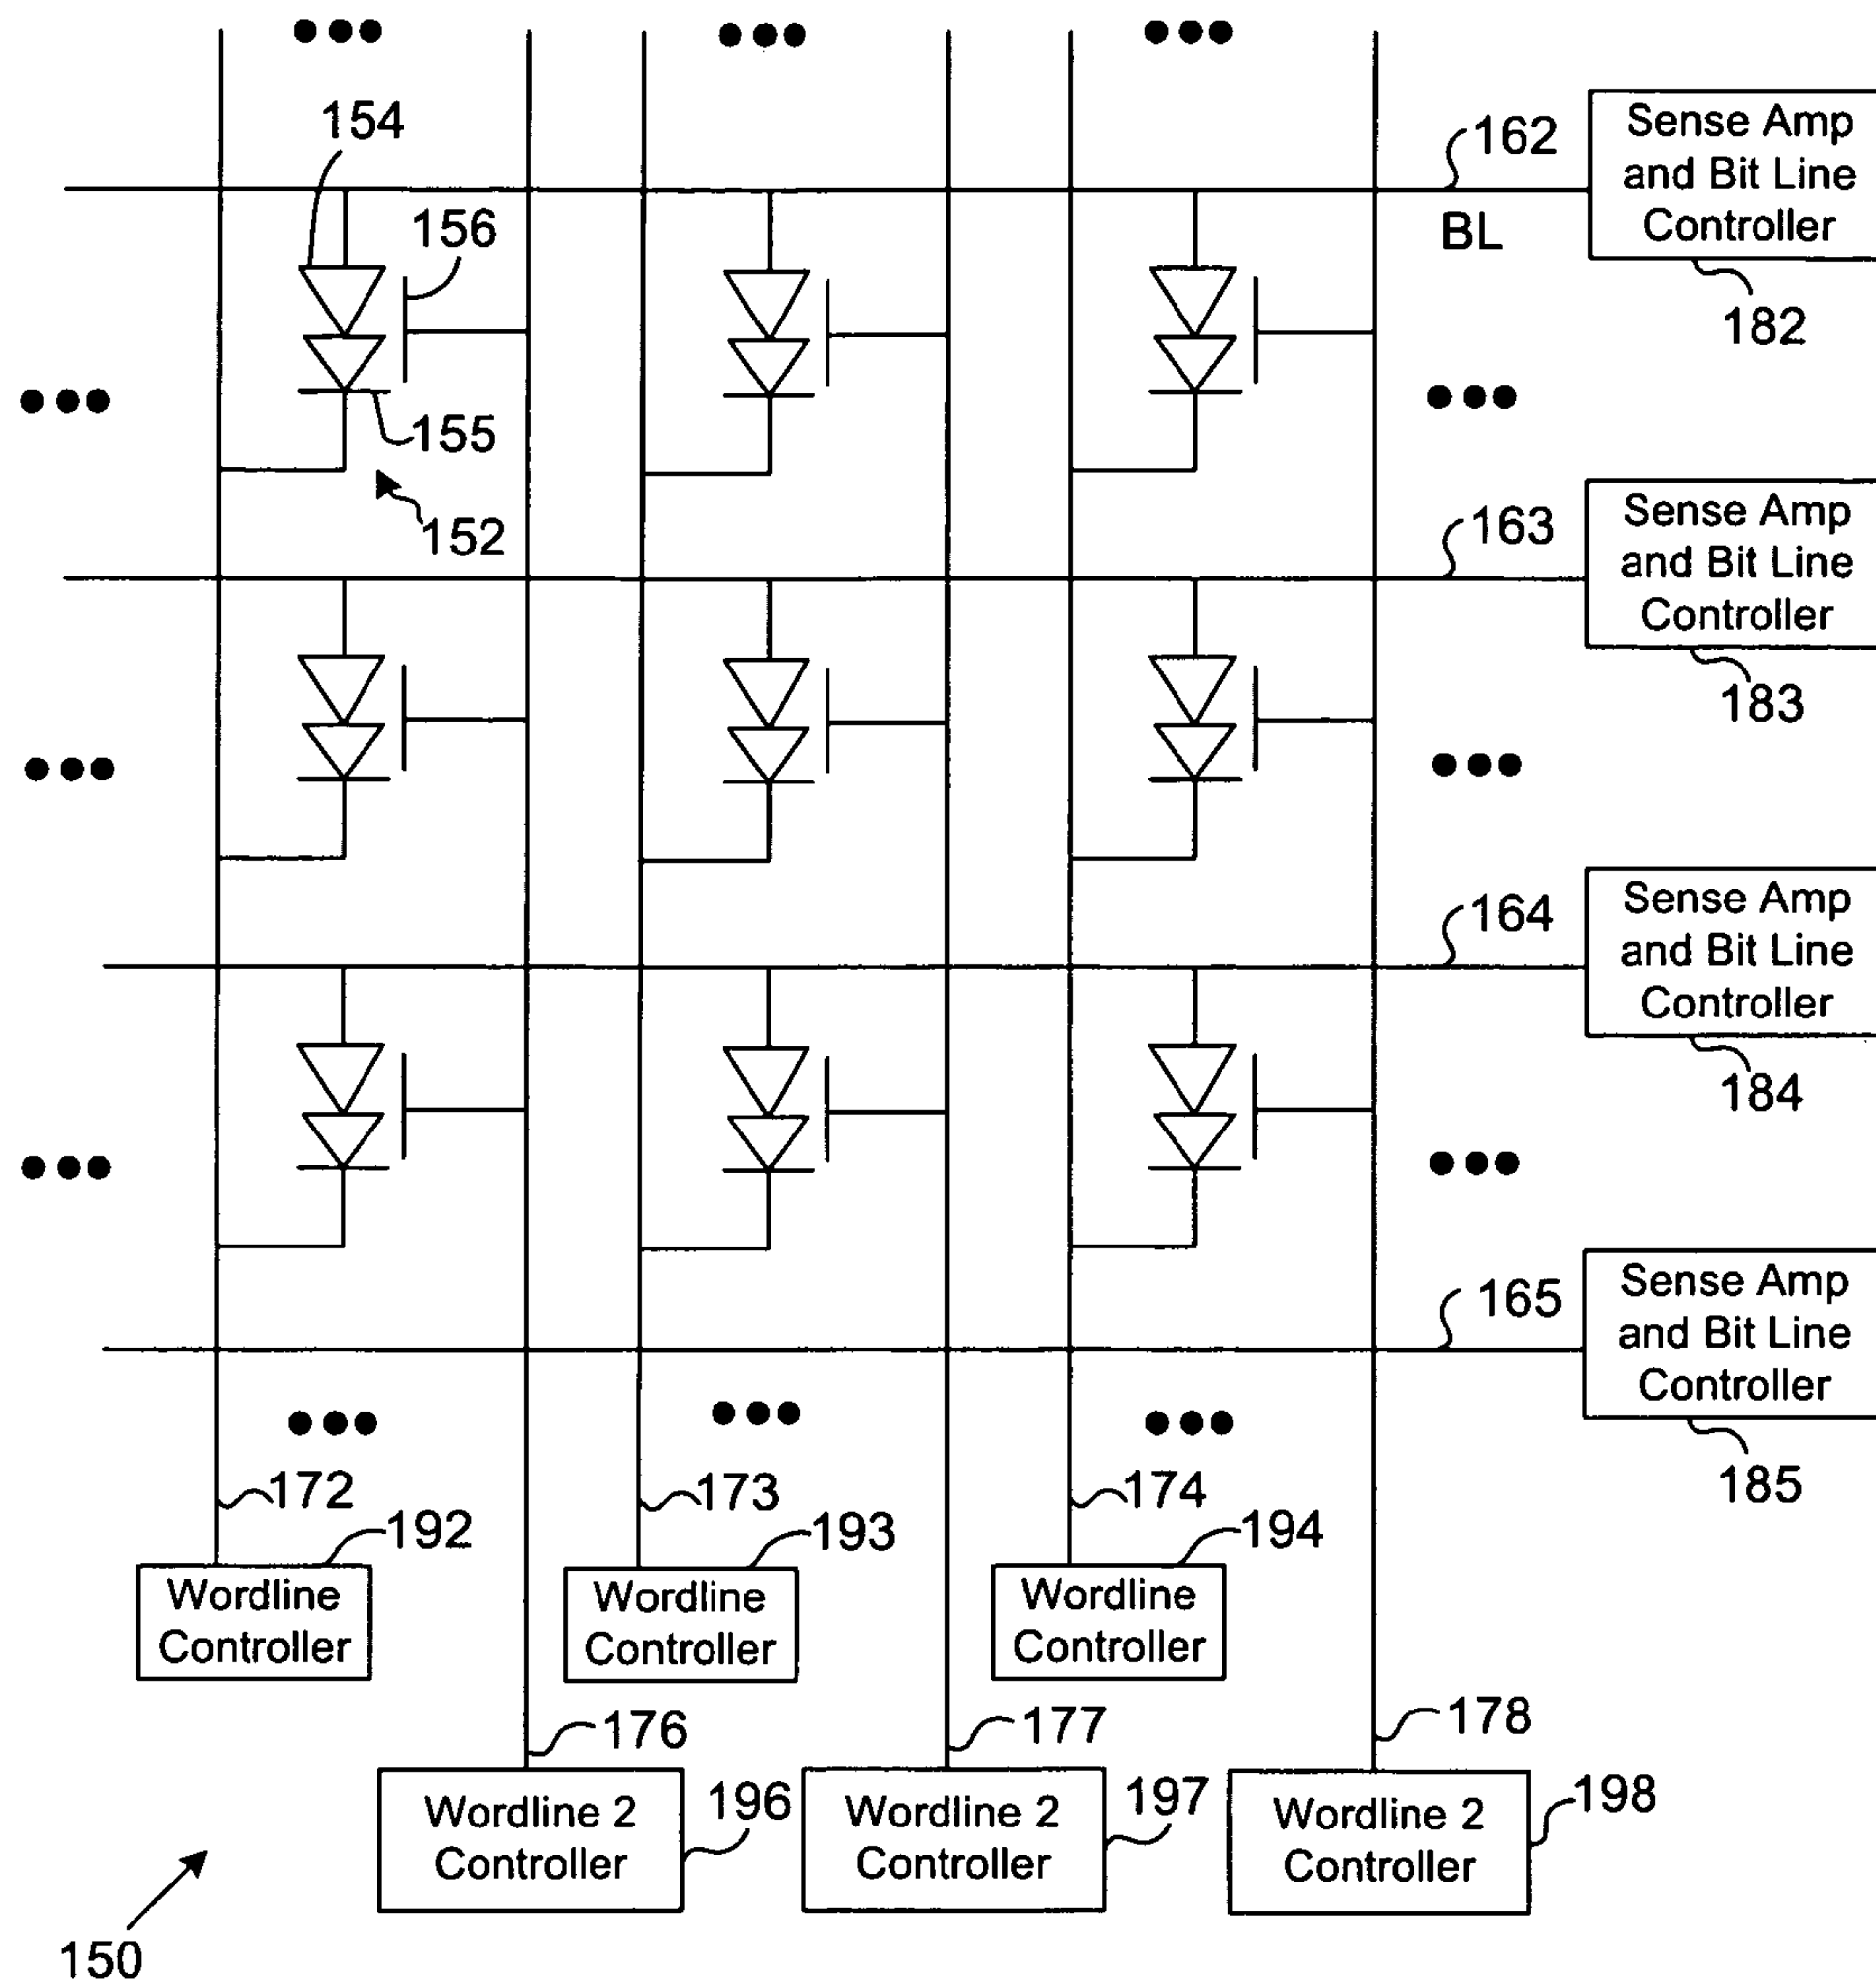 154
162
Sense Amp
and Bit Line
Controller
156
BL
182
155
152
163
Sense Amp
and Bit Line
Controller
183
164
Sense Amp
and Bit Line
Controller
184
165
Sense Amp
and Bit Line
Controller
185
172
173
174
192
193
194
Wordline
Controller
Wordline
Controller
Wordline
Controller
176
177
178
196
197
198
Wordline 2
Controller
Wordline 2
Controller
Wordline 2
Controller
150